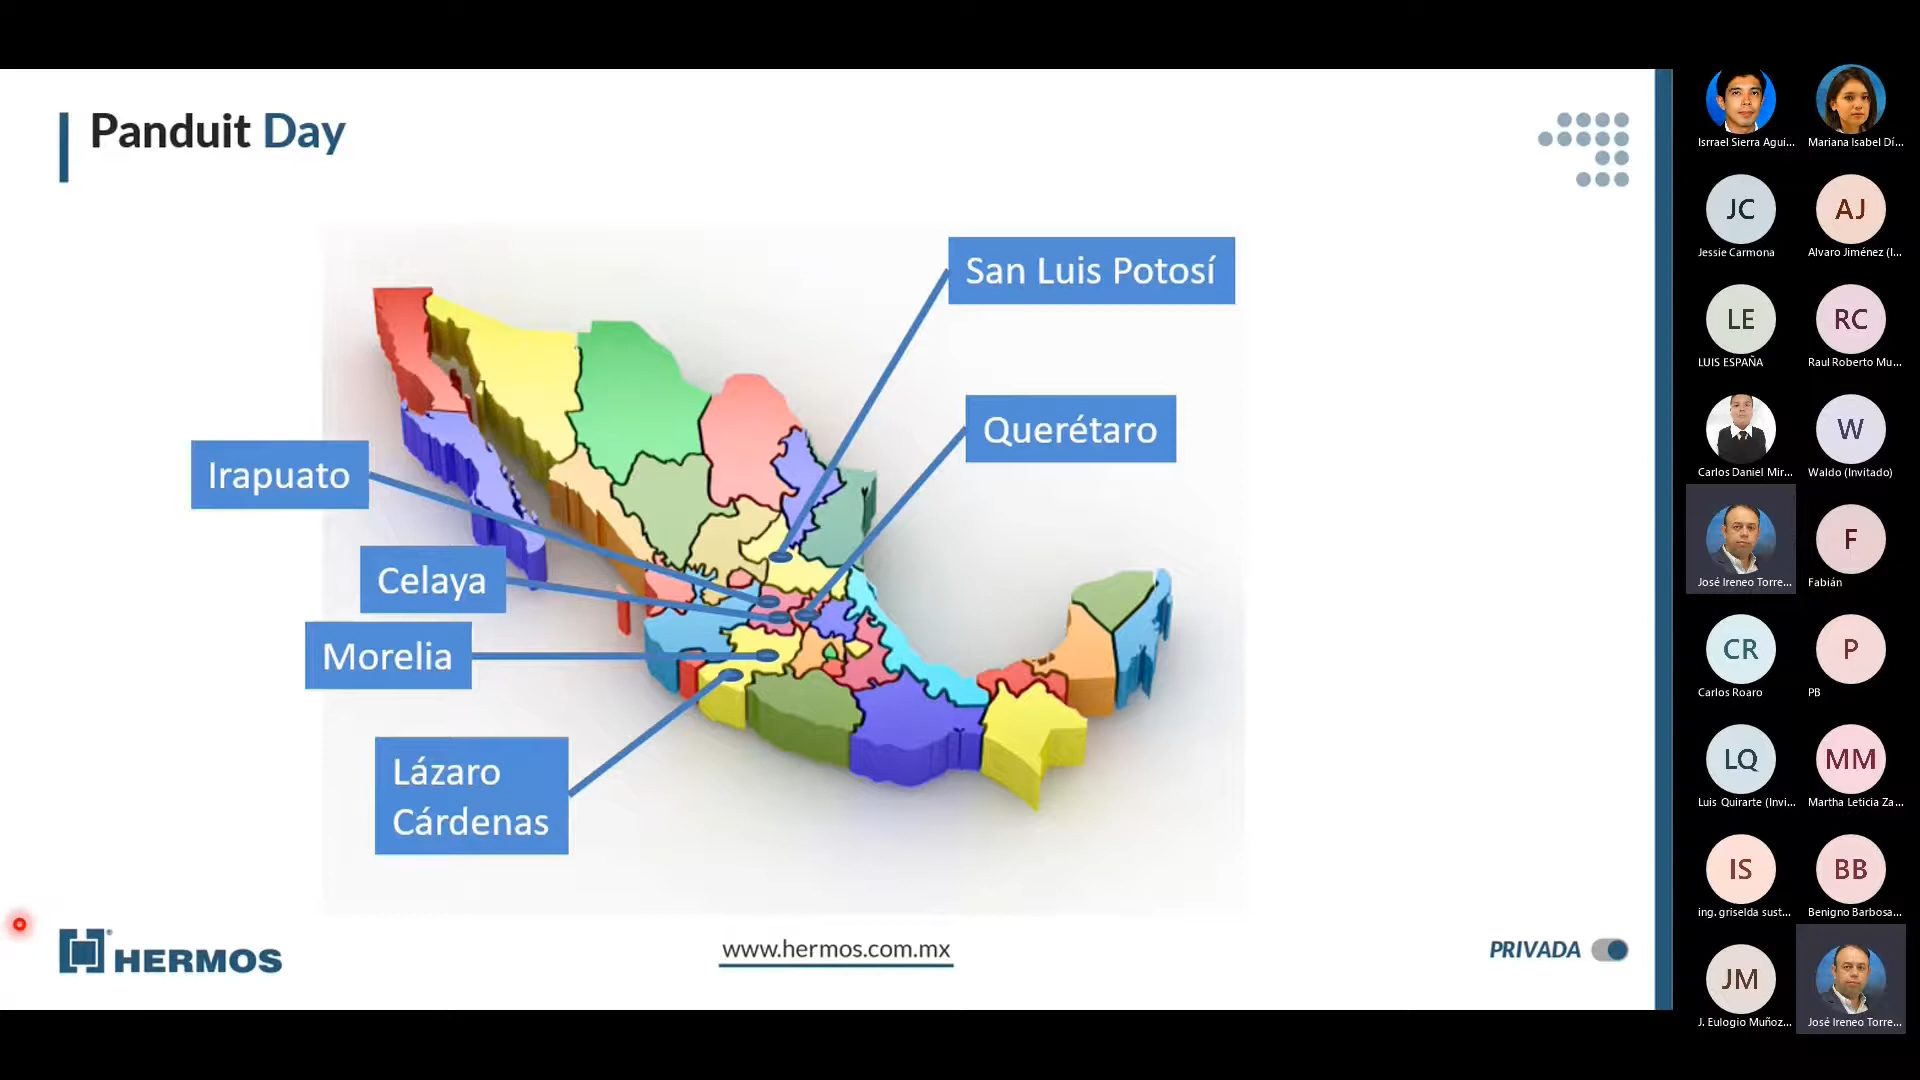 Panduit Day
San Luis Potosí
Querétaro
Irapuato
Celaya
Morelia
Lázaro
Cárdenas
HERMOS
www.hermos.com.mx
PRIVADA
Isrrael Sierra Agui...
Mariana Isabel Dí...
JC
Jessie Carmona
AJ
Alvaro Jiménez (I...
LE
LUIS ESPAÑA
RC
Raul Roberto Mu...
Carlos Daniel Mir...
W
Waldo (Invitado)
José Ireneo Torre...
F
Fabián
CR
Carlos Roaro
P
PB
LQ
Luis Quirarte (Invi...
MM
Martha Leticia Za...
IS
ing. griselda sust...
BB
Benigno Barbosa...
JM
J. Eulogio Muñoz...
José Ireneo Torre...